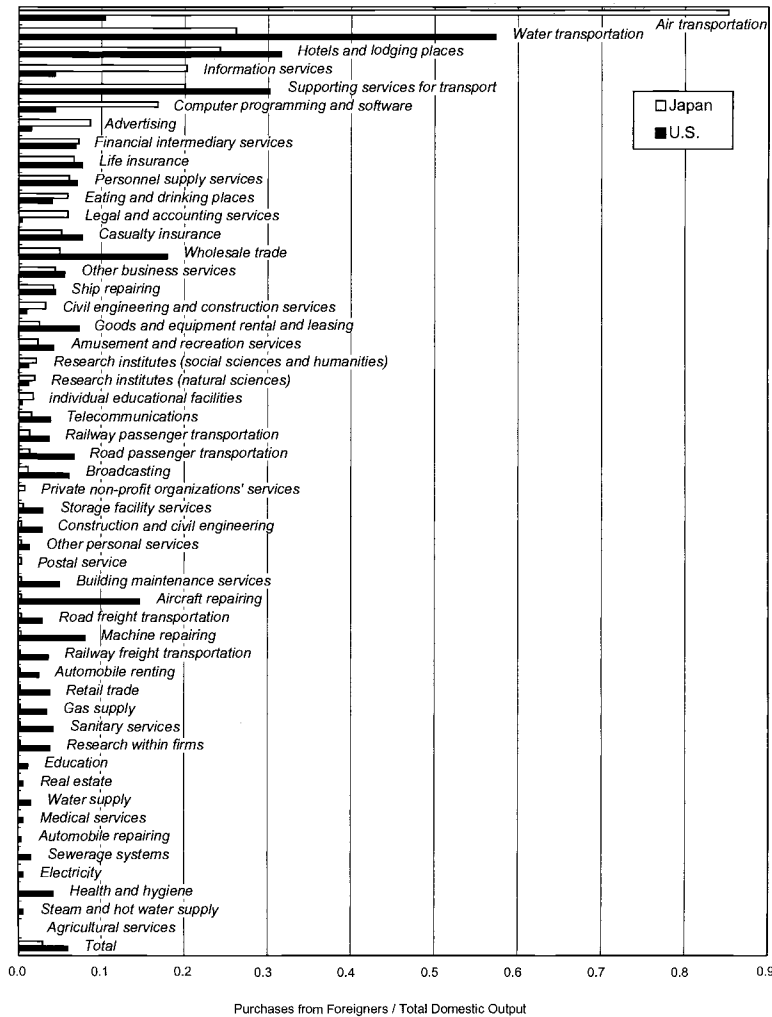 Air transportation
Water transportation
Hotels and lodging places
Information services
Supporting services for transport
Computer programming and software
Japan
Advertising
U.S.
Financial intermediary services
Life insurance
Personnel supply services
Eating and drinking places
Legal and accounting services
Casualty insurance
Wholesale trade
Other business services
Ship repairing
Civil engineering and construction services
Goods and equipment rental and leasing
Amusement and recreation services
Research institutes (social sciences and humanities)
Research institutes (natural sciences)
individual educational facilities
Telecommunications
Railway passenger transportation
Road passenger transportation
Broadcasting
Private non-profit organizations' services
Storage facility services
Construction and civil engineering
Other personal services
Postal service
Building maintenance services
Aircraft repairing
Road freight transportation
Machine repairing
Railway freight transportation
Automobile renting
Retail trade
Gas supply
Sanitary services
Research within firms
Education
Real estate
Water supply
Medical services
Automobile repairing
Sewerage systems
Electricity
Health and hygiene
Steam and hot water supply
Agricultural services
Total
0.0 0.1 0.2 0.3 0.4 0.5 0.6 0.7 0.8 0.9
Purchases from Foreigners / Total Domestic Output